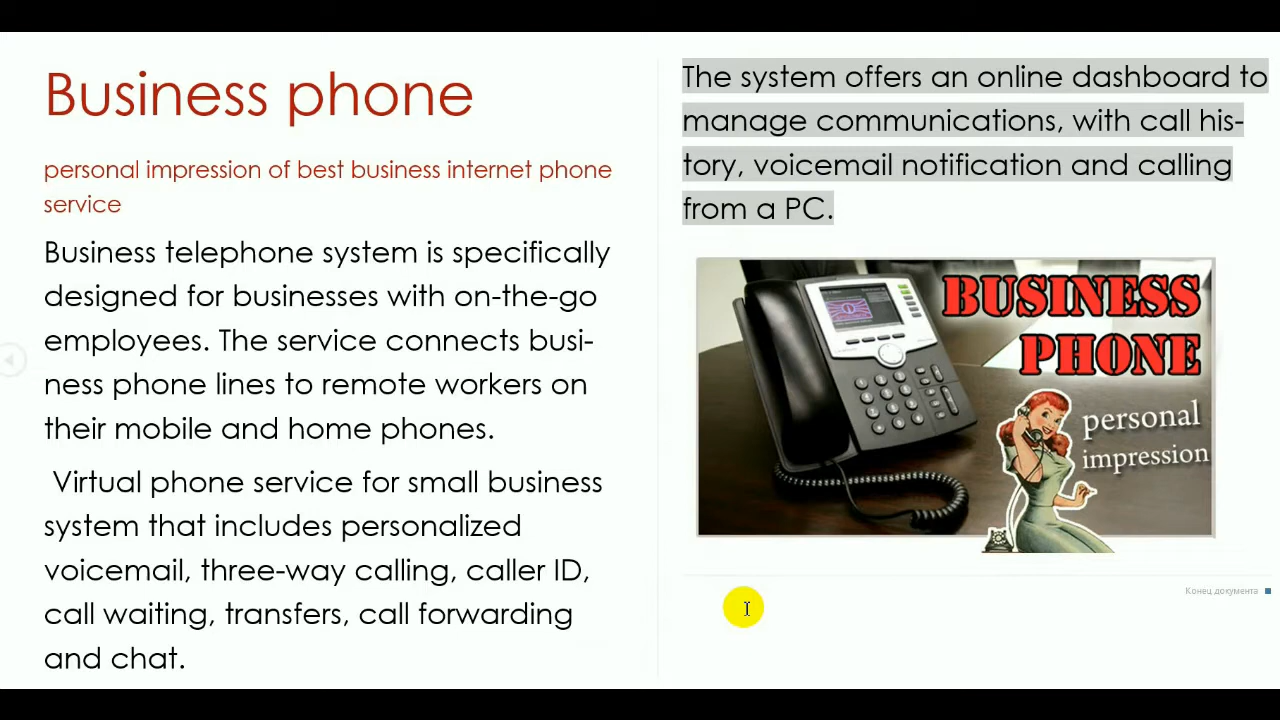 Business phone
personal impression of best business internet phone
service
Business telephone system is specifically
designed for businesses with on-the-go
employees. The service connects busi-
ness phone lines to remote workers on
their mobile and home phones.
Virtual phone service for small business
system that includes personalized
voicemail, three-way calling, caller ID,
call waiting, transfers, call forwarding
and chat.
The system offers an online dashboard to
manage communications, with call his-
tory, voicemail notification and calling
from a PC.
BUSINESS
PHONE
personal
impression
Конец документа